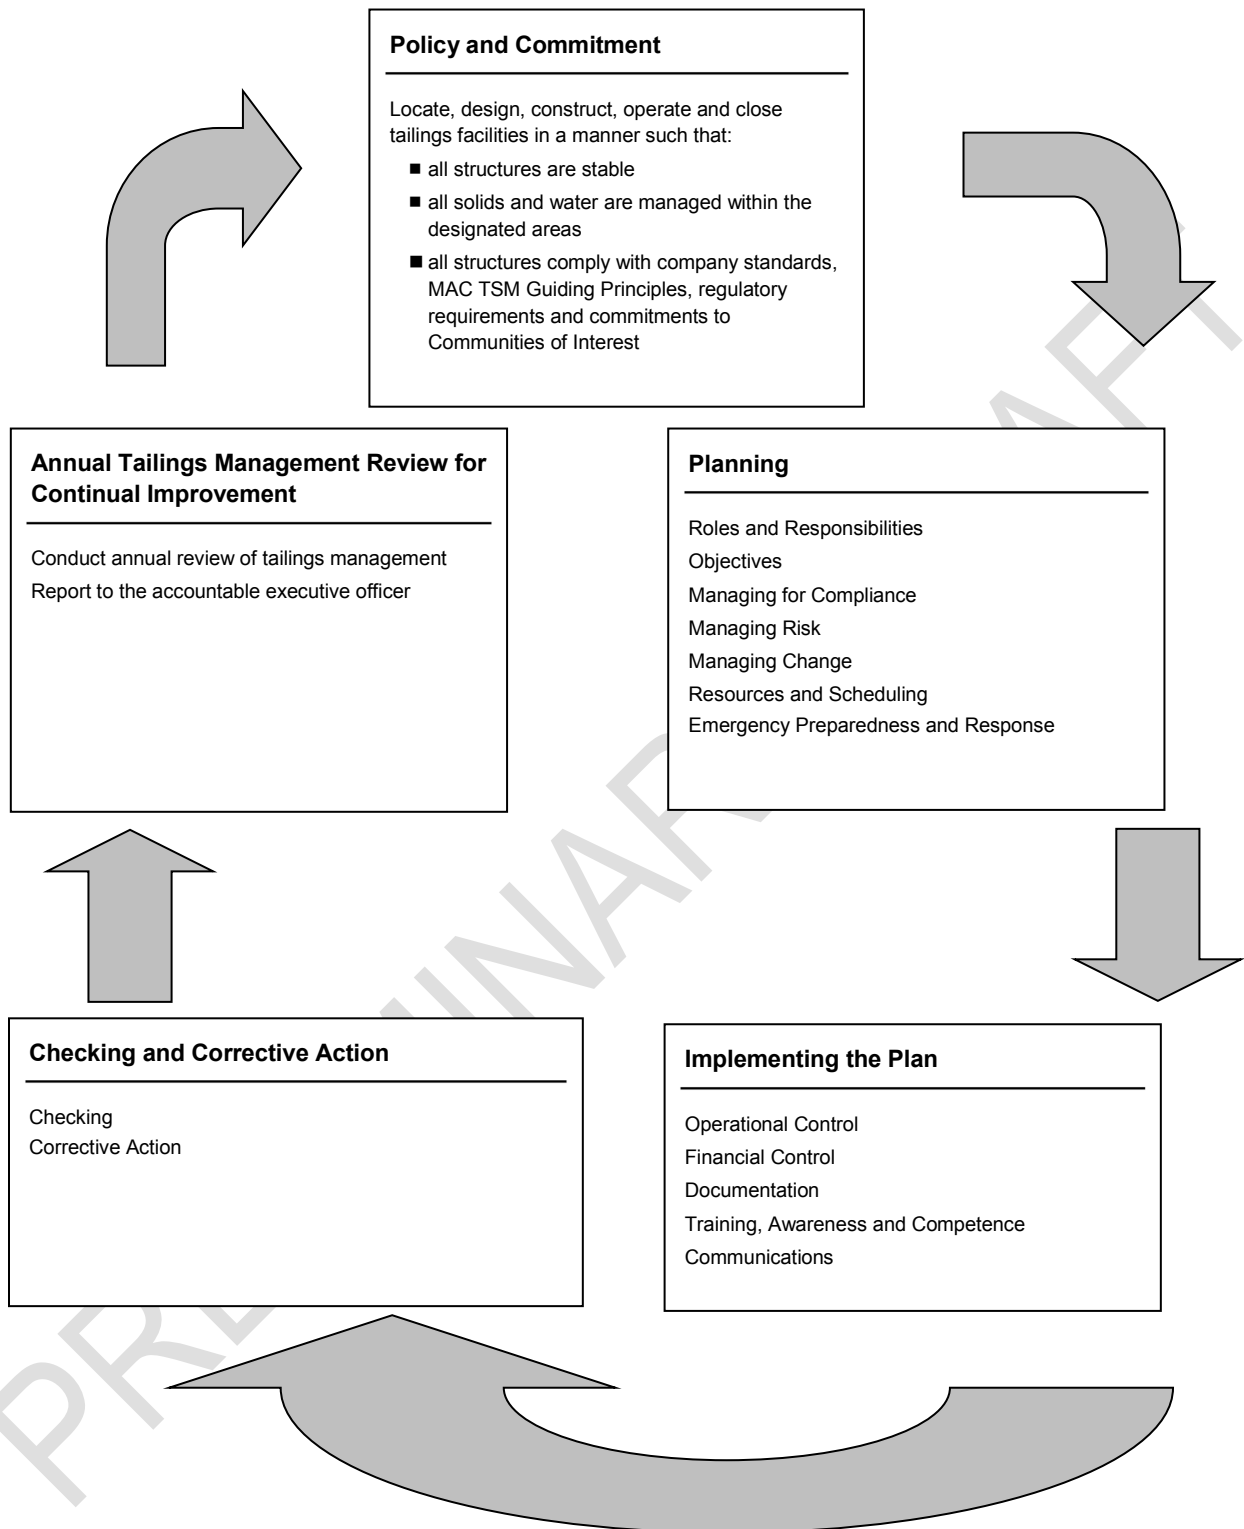 Policy and Commitment
Locate, design, construct, operate and close
tailings facilities in a manner such that:
■ all structures are stable
■ all solids and water are managed within the
designated areas
■ all structures comply with company standards,
MAC TSM Guiding Principles, regulatory
requirements and commitments to
Communities of Interest
Annual Tailings Management Review for
Continual Improvement
Conduct annual review of tailings management
Report to the accountable executive officer
Planning
Roles and Responsibilities
Objectives
Managing for Compliance
Managing Risk
Managing Change
Resources and Scheduling
Emergency Preparedness and Response
Checking and Corrective Action
Checking
Corrective Action
Implementing the Plan
Operational Control
Financial Control
Documentation
Training, Awareness and Competence
Communications